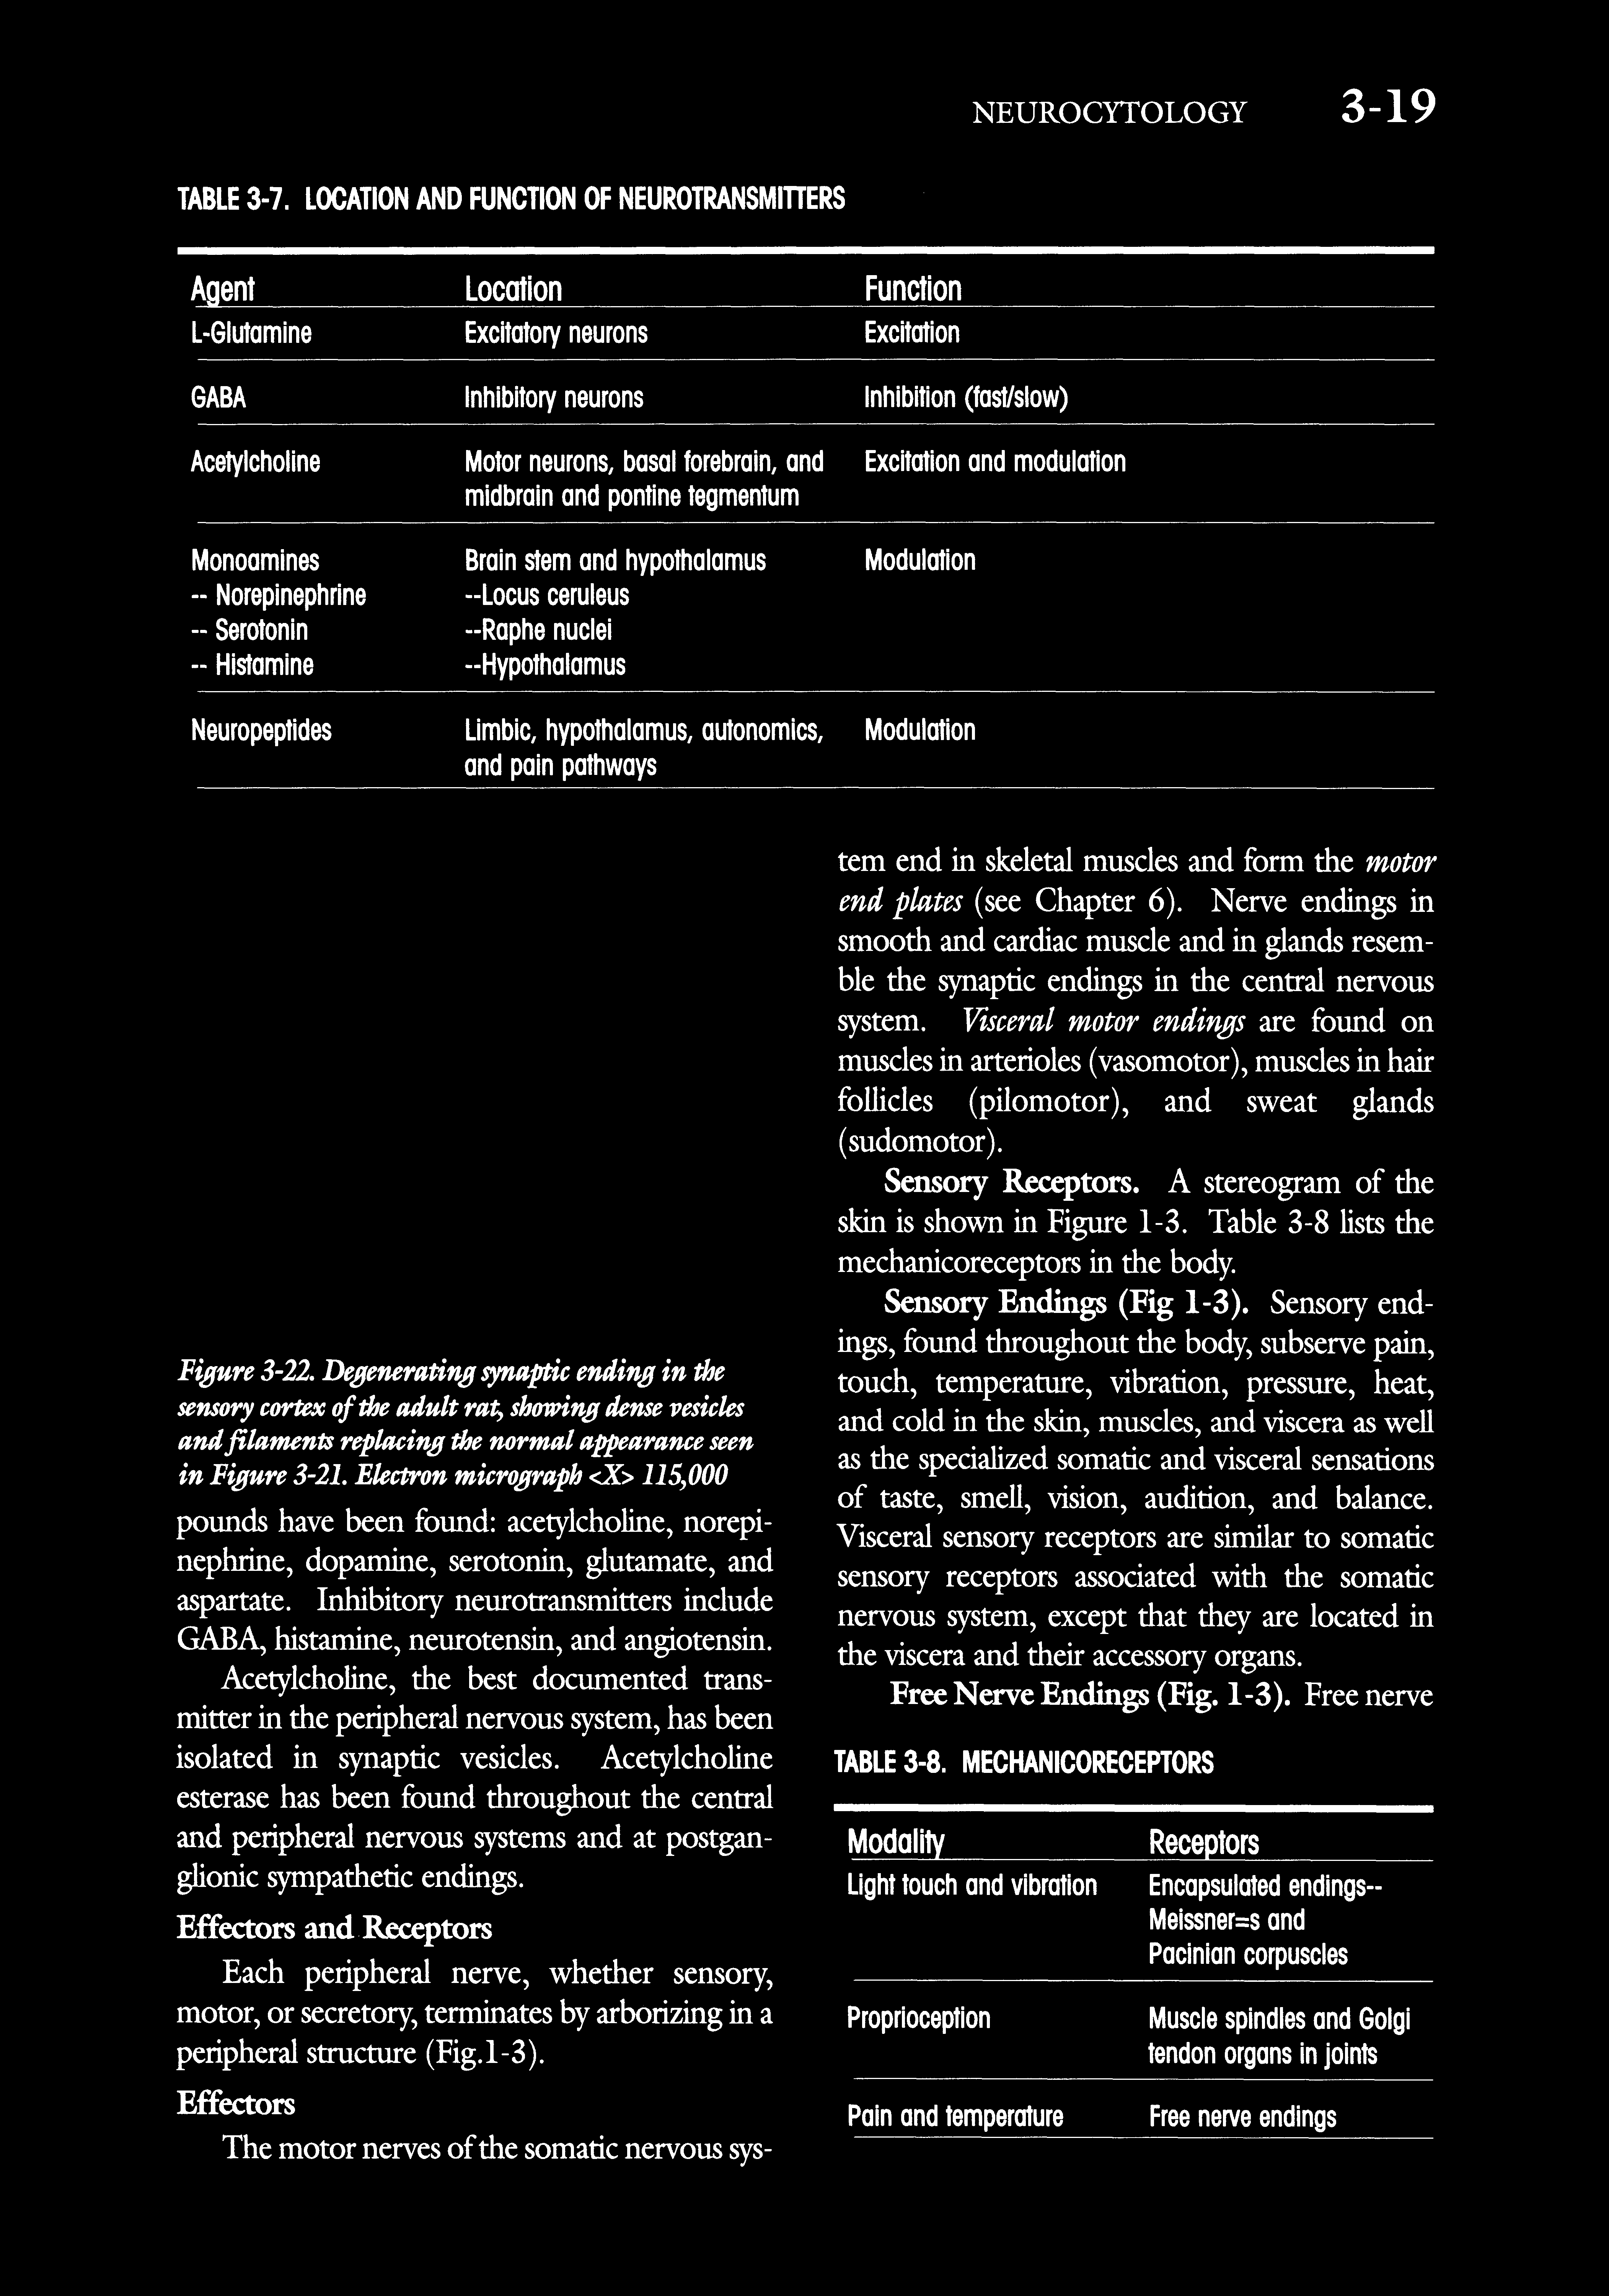 NEUROCYTOLOGY 3-19
TABLE 3-7. LOCATION AND FUNCTION OF NEUROTRANSMITTERS
Agent Location Function
L-Glutamine Excitatory neurons Excitation
GABA Inhibitory neurons Inhibition (fast/slow)
Acetylcholine Motor neurons, basal forebrain, and Excitation and modulation
midbrain and pontine tegmentum
Monoamines Brain stem and hypothalamus Modulation
-- Norepinephrine --Locus ceruleus
-- Serotonin --Raphe nuclei
-- Histamine --Hypothalamus
Neuropeptides Limbic, hypothalamus, autonomics, Modulation
and pain pathways
Figure 3-22. Degenerating synaptic ending in the
sensory cortex of the adult rat, showing dense vesicles
and filaments replacing the normal appearance seen
in Figure 3-21. Electron micrograph <X> 115,000
pounds have been found: acetylcholine, norepi-
nephrine, dopamine, serotonin, glutamate, and
aspartate. Inhibitory neurotransmitters include
GABA, histamine, neurotensin, and angiotensin.
Acetylcholine, the best documented trans-
mitter in the peripheral nervous system, has been
isolated in synaptic vesicles. Acetylcholine
esterase has been found throughout the central
and peripheral nervous systems and at postgan-
glionic sympathetic endings.
Effectors and Receptors
Each peripheral nerve, whether sensory,
motor, or secretory, terminates by arborizing in a
peripheral structure (Fig.1-3).
Effectors
The motor nerves of the somatic nervous sys-
tem end in skeletal muscles and form the motor
end plates (see Chapter 6). Nerve endings in
smooth and cardiac muscle and in glands resem-
ble the synaptic endings in the central nervous
system. Visceral motor endings are found on
muscles in arterioles (vasomotor), muscles in hair
follicles (pilomotor), and sweat glands
(sudomotor).
Sensory Receptors. A stereogram of the
skin is shown in Figure 1-3. Table 3-8 lists the
mechanicoreceptors in the body.
Sensory Endings (Fig 1-3). Sensory end-
ings, found throughout the body, subserve pain,
touch, temperature, vibration, pressure, heat,
and cold in the skin, muscles, and viscera as well
as the specialized somatic and visceral sensations
of taste, smell, vision, audition, and balance.
Visceral sensory receptors are similar to somatic
sensory receptors associated with the somatic
nervous system, except that they are located in
the viscera and their accessory organs.
Free Nerve Endings (Fig. 1-3). Free nerve
TABLE 3-8. MECHANICORECEPTORS
Modality Receptors
Light touch and vibration Encapsulated endings--
Meissner=s and
Pacinian corpuscles
Proprioception Muscle spindles and Golgi
tendon organs in joints
Pain and temperature Free nerve endings